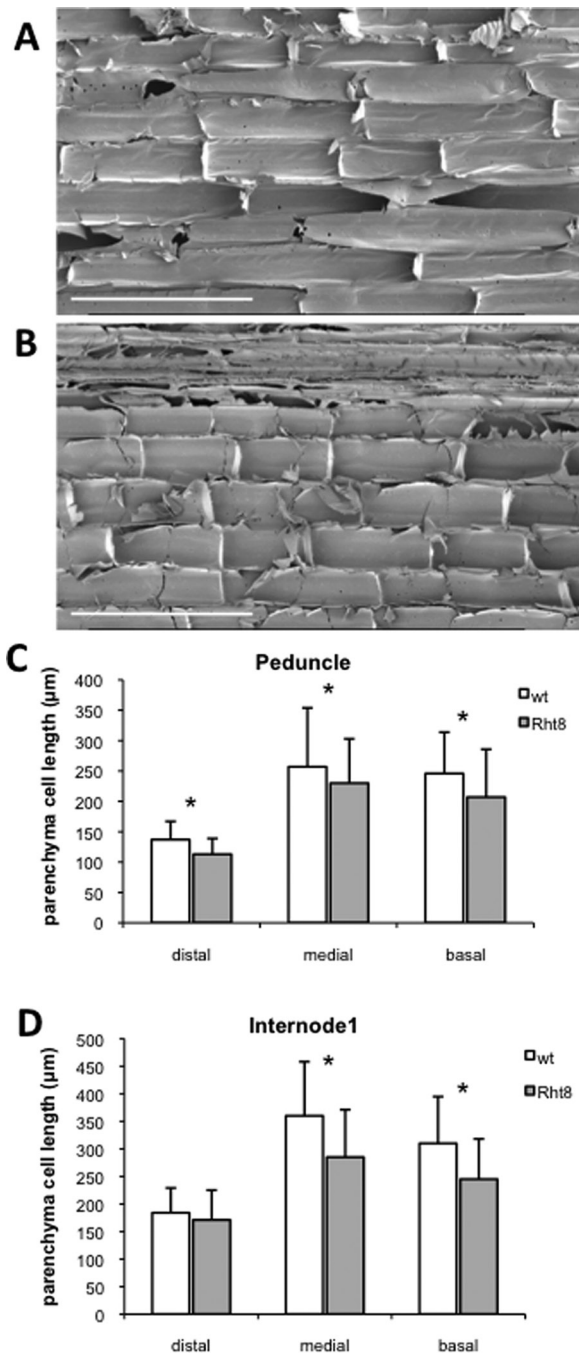 A
B
C
Peduncle
parenchyma cell length (µm)
400
350
300
250
200
150
100
50
0
*
*
*
wt
Rht8
distal medial basal
D
Internode1
parenchyma cell length (µm)
500
450
400
350
300
250
200
150
100
50
0
*
*
wt
Rht8
distal medial basal